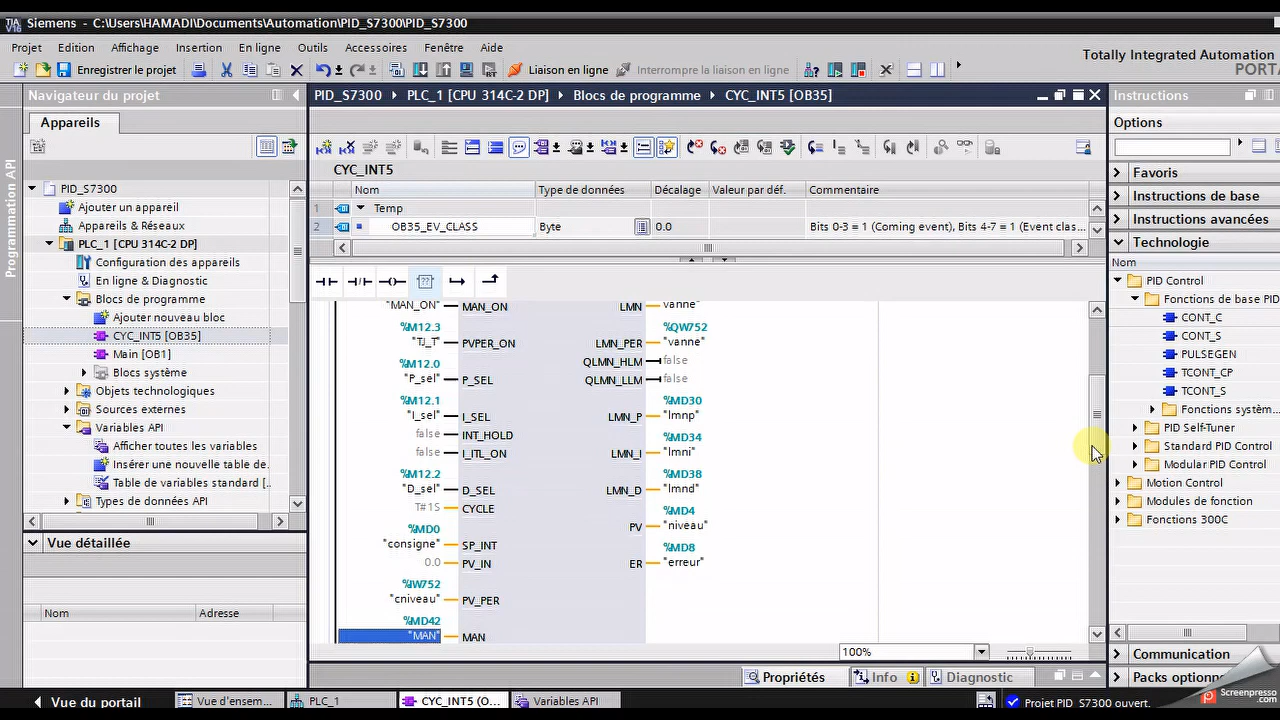 TIA V16 Siemens - C:\Users\HAMADI\Documents\Automation\PID_S7300\PID_S7300
Projet Edition Affichage Insertion En ligne Outils Accessoires Fenêtre Aide
Totally Integrated Automation
PORTA
Enregistrer le projet Liaison en ligne Interrompre la liaison en ligne
Navigateur du projet
PID_S7300 PLC_1 [CPU 314C-2 DP] Blocs de programme CYC_INT5 [OB35]
Instructions
Appareils
Options
Programmation API
CYC_INT5
Nom Type de données Décalage Valeur par déf. Commentaire
1 Temp
2 OB35_EV_CLASS Byte 0.0 Bits 0-3 = 1 (Coming event), Bits 4-7 = 1 (Event clas...
PID_S7300
Ajouter un appareil
Appareils & Réseaux
PLC_1 [CPU 314C-2 DP]
Configuration des appareils
En ligne & Diagnostic
Blocs de programme
Ajouter nouveau bloc
CYC_INT5 [OB35]
Main [OB1]
Blocs système
Objets technologiques
Sources externes
Variables API
Afficher toutes les variables
Insérer une nouvelle table de..
Table de variables standard [..
Types de données API
Vue détaillée
Nom Adresse
"MAN_ON" MAN_ON LMN "vanne"
%M12.3 %QW752
"TJ_T" PVPER_ON LMN_PER "vanne"
QLMN_HLM false
%M12.0
"P_sel" P_SEL QLMN_LLM false
%M12.1 %MD30
"I_sel" I_SEL LMN_P "lmnp"
false INT_HOLD %MD34
false I_ITL_ON LMN_I "lmni"
%M12.2 %MD38
"D_sel" D_SEL LMN_D "lmnd"
T#1S CYCLE %MD4
%MD0 PV "niveau"
"consigne" SP_INT %MD8
0.0 PV_IN ER "erreur"
%IW752
"cniveau" PV_PER
%MD42
"MAN" MAN
100%
Favoris
Instructions de base
Instructions avancées
Technologie
Nom
PID Control
Fonctions de base PID
CONT_C
CONT_S
PULSEGEN
TCONT_CP
TCONT_S
Fonctions systèm...
PID Self-Tuner
Standard PID Control
Modular PID Control
Motion Control
Modules de fonction
Fonctions 300C
Communication
Packs optionn
Propriétés Info Diagnostic
Vue du portail Vue d'ensem... PLC_1 CYC_INT5 (O... Variables API Projet PID_S7300 ouvert.
Screenpresso
.com